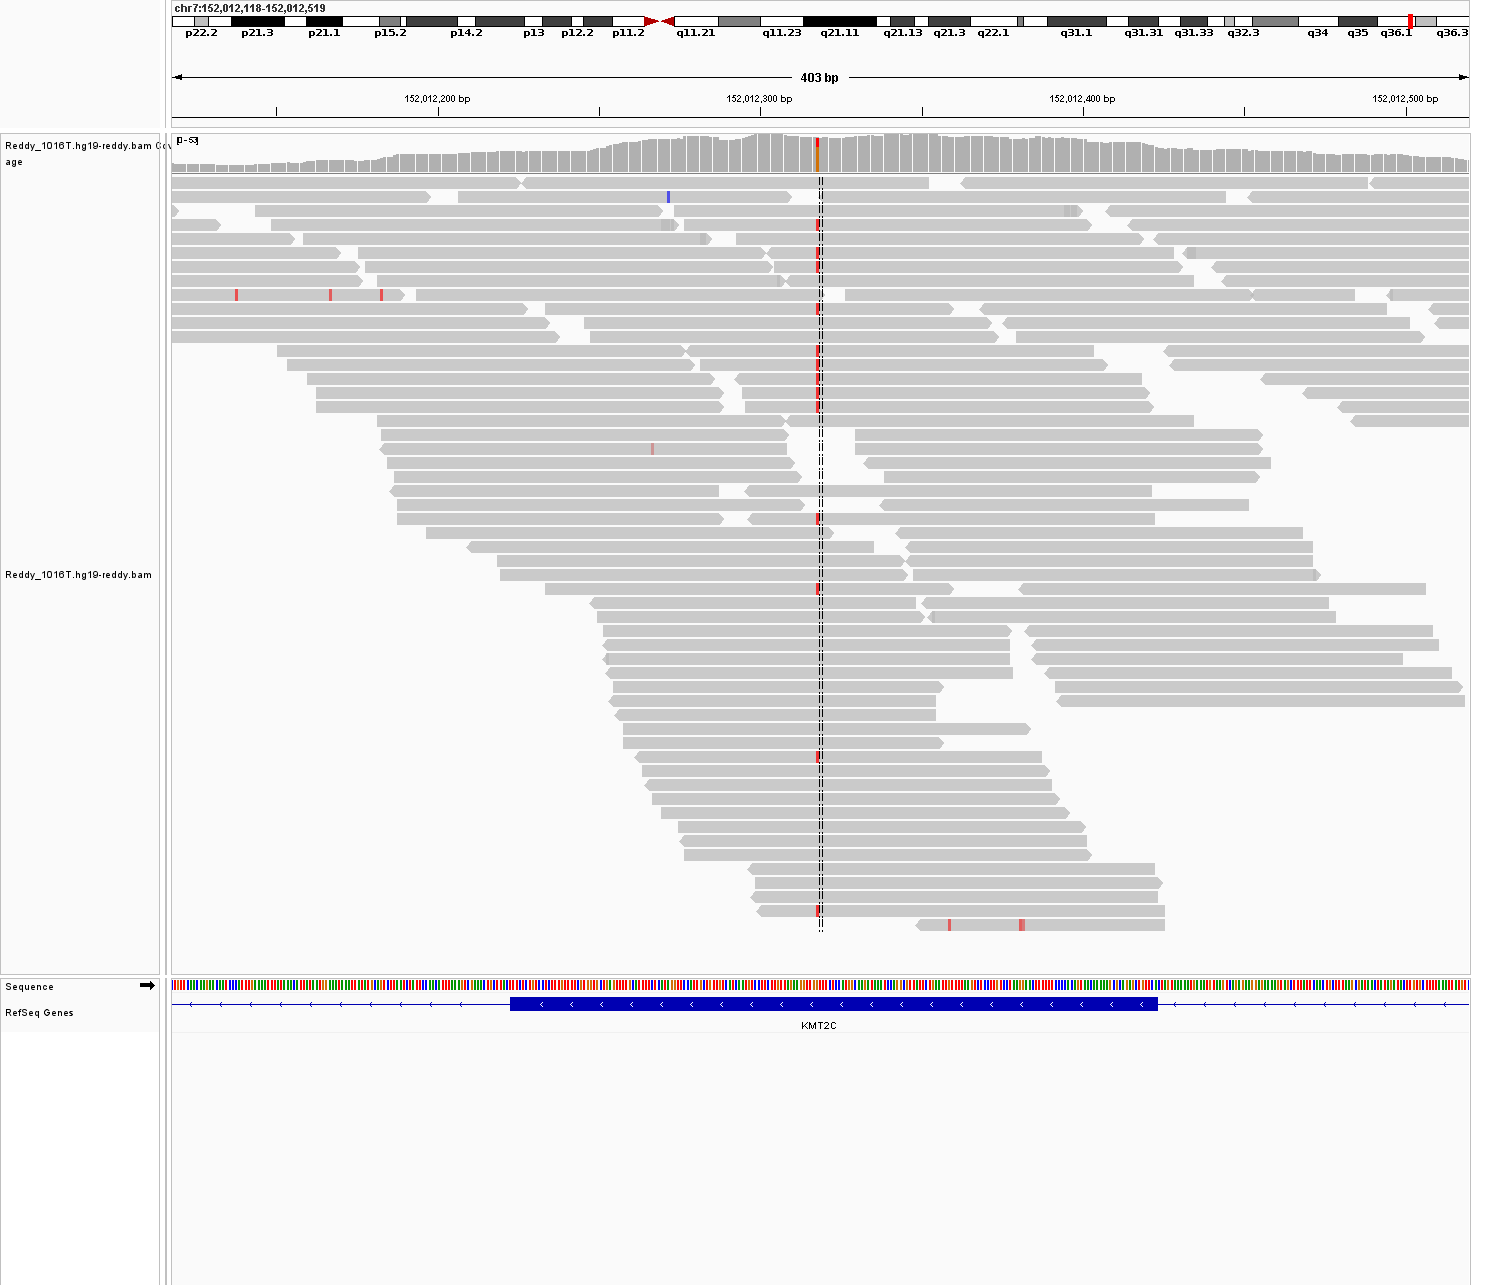 chr7:152,012,118-152,012,519
p22.2 p21.3 p21.1 p15.2 p14.2 p13 p12.2 p11.2 q11.21 q11.23 q21.11 q21.13 q21.3 q22.1 q31.1 q31.31 q31.33 q32.3 q34 q35 q36.1 q36.3
403 bp
152,012,200 bp 152,012,300 bp 152,012,400 bp 152,012,500 bp
[0-53]
Reddy_1016T.hg19-reddy.bam Cov
age
Reddy_1016T.hg19-reddy.bam
Sequence
RefSeq Genes
KMT2C